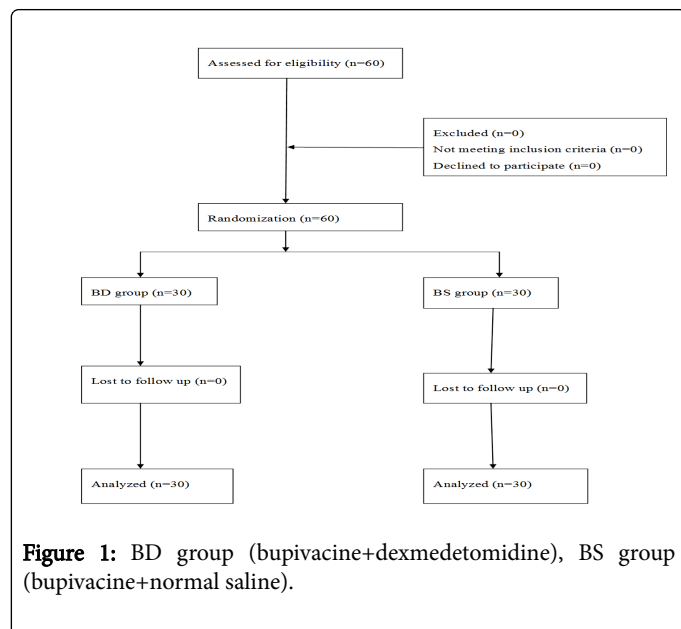 Assessed for eligibility (n=60)
Excluded (n=0)
Not meeting inclusion criteria (n=0)
Declined to participate (n=0)
Randomization (n=60)
BD group (n=30)
BS group (n=30)
Lost to follow up (n=0)
Lost to follow up (n=0)
Analyzed (n=30)
Analyzed (n=30)
Figure 1: BD group (bupivacine+dexmedetomidine), BS group
(bupivacine+normal saline).